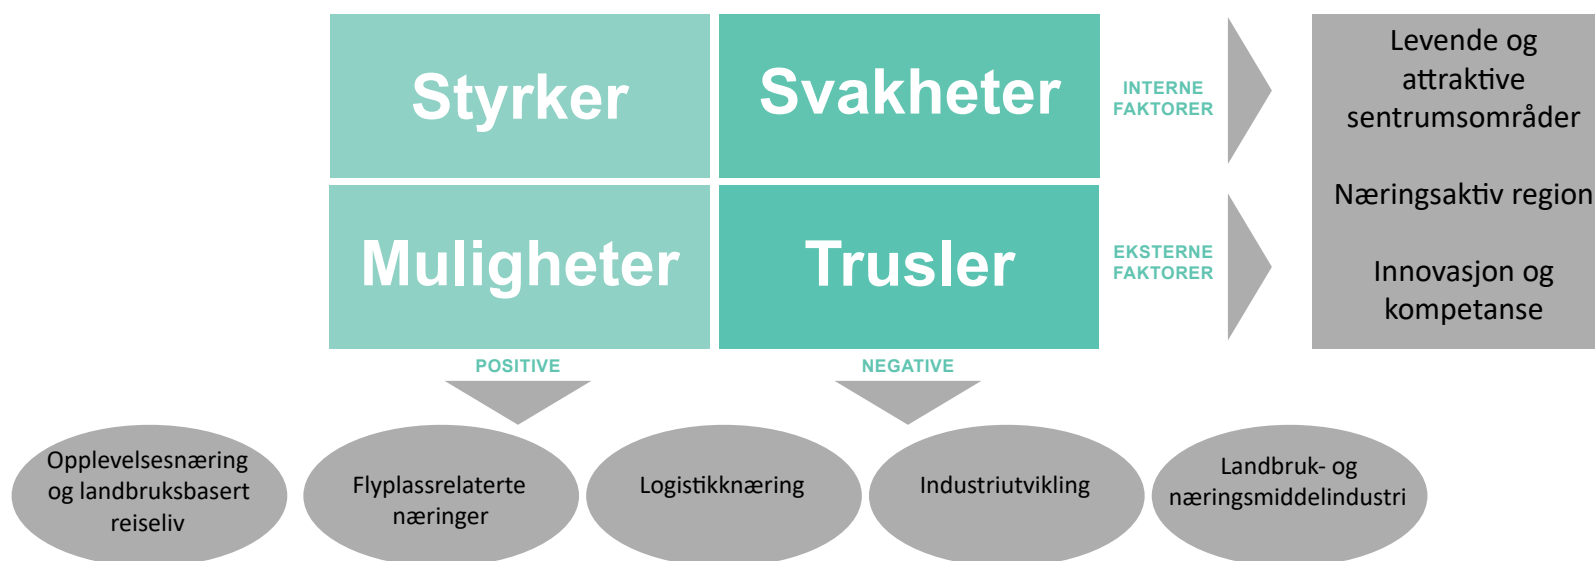 Styrker
Svakheter
INTERNE
FAKTORER
Levende og
attraktive
sentrumsområder
Næringsaktiv region
Innovasjon og
kompetanse
Muligheter
Trusler
EKSTERNE
FAKTORER
POSITIVE
NEGATIVE
Opplevelsesnæring
og landbruksbasert
reiseliv
Flyplassrelaterte
næringer
Logistikknæring
Industriutvikling
Landbruk- og
næringsmiddelindustri